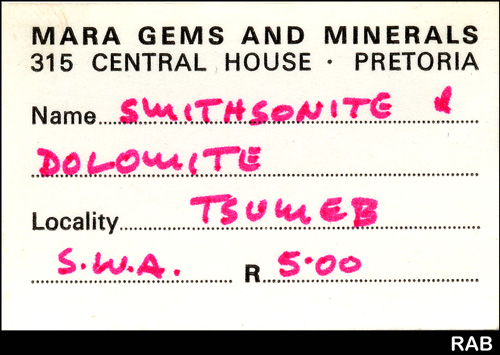 MARA GEMS AND MINERALS
315 CENTRAL HOUSE · PRETORIA
Name SMITHSONITE &
DOLOMITE
Locality TSUMEB
S.W.A. R 5.00
RAB